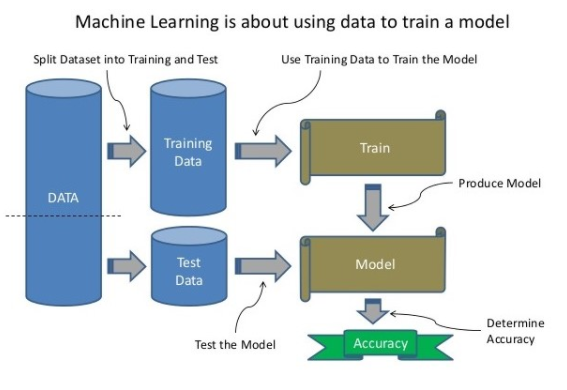 Machine Learning is about using data to train a model
Split Dataset into Training and Test
Use Training Data to Train the Model
Training
Data
Train
DATA
Produce Model
Test
Data
Model
Test the Model
Determine
Accuracy
Accuracy